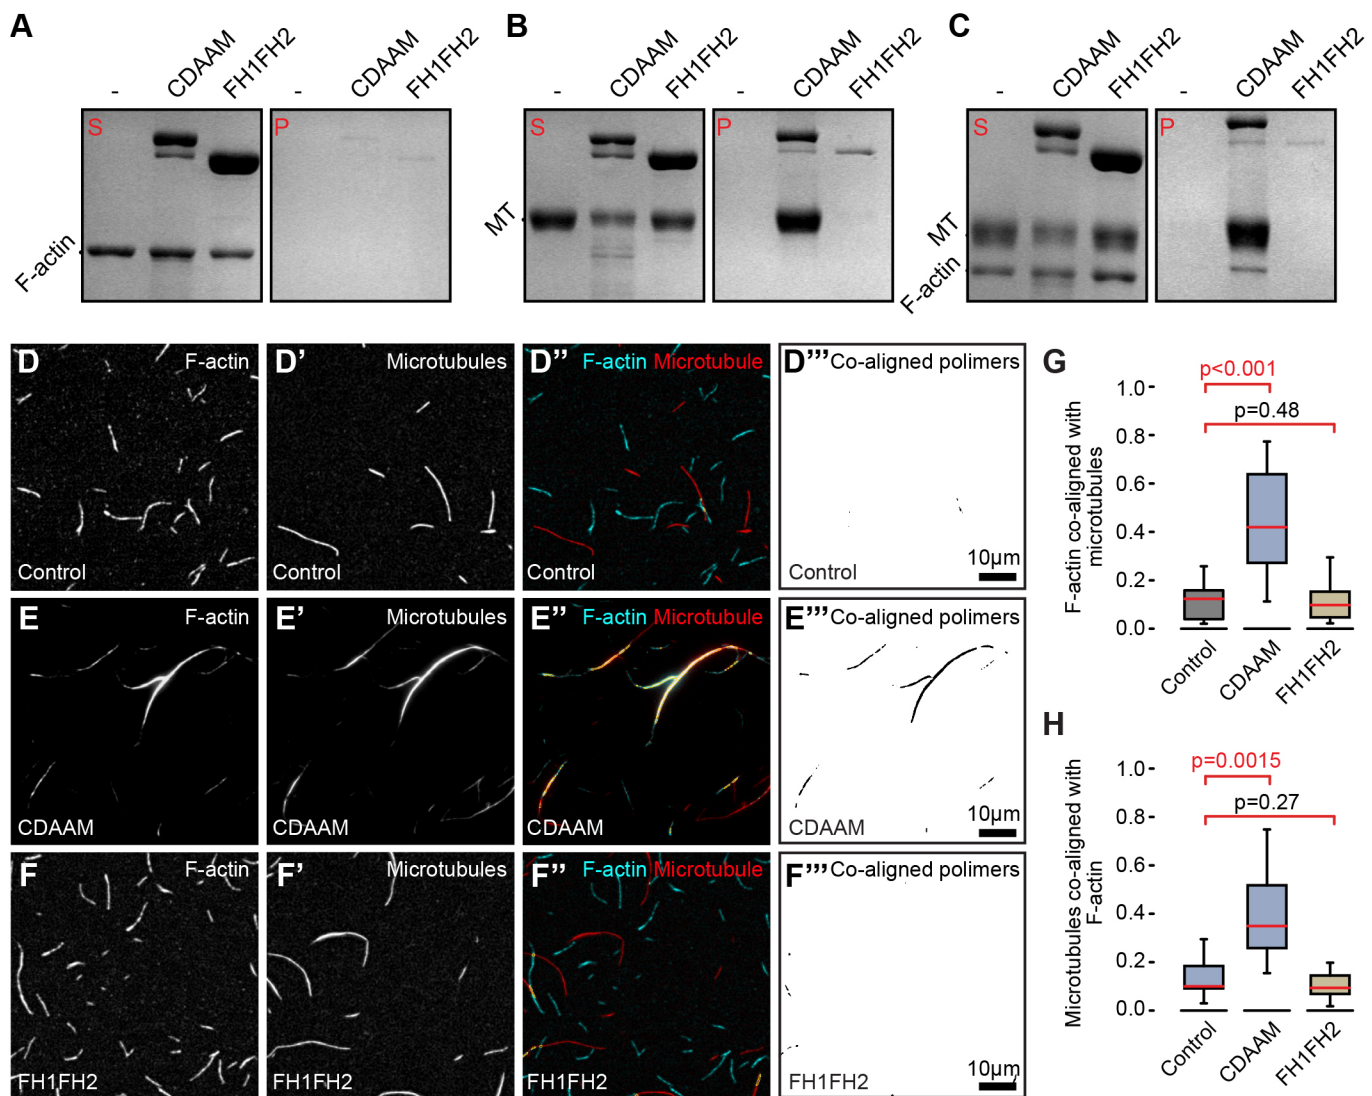 A
B
C
-
CDAAM
FH1FH2
-
CDAAM
FH1FH2
-
CDAAM
FH1FH2
-
CDAAM
FH1FH2
-
CDAAM
FH1FH2
-
CDAAM
FH1FH2
S
P
S
P
S
P
F-actin
MT
MT
F-actin
D
F-actin
Control
D’
Microtubules
D’’
F-actin Microtubule
Control
D’’’
Co-aligned polimers
10µm
Control
E
F-actin
CDAAM
E’
Microtubules
CDAAM
E’’
F-actin Microtubule
CDAAM
E’’’
Co-aligned polimers
10µm
CDAAM
F
F-actin
FH1FH2
F’
Microtubules
FH1FH2
F’’
F-actin Microtubule
FH1FH2
F’’’
Co-aligned polimers
10µm
FH1FH2
G
p<0.001
p=0.48
F-actin co-aligned with
microtubules
1.0
0.8
0.6
0.4
0.2
0.0
Control
CDAAM
FH1FH2
H
p=0.0015
p=0.27
Microtubules co-aligned with
F-actin
1.0
0.8
0.6
0.4
0.2
0.0
Control
CDAAM
FH1FH2